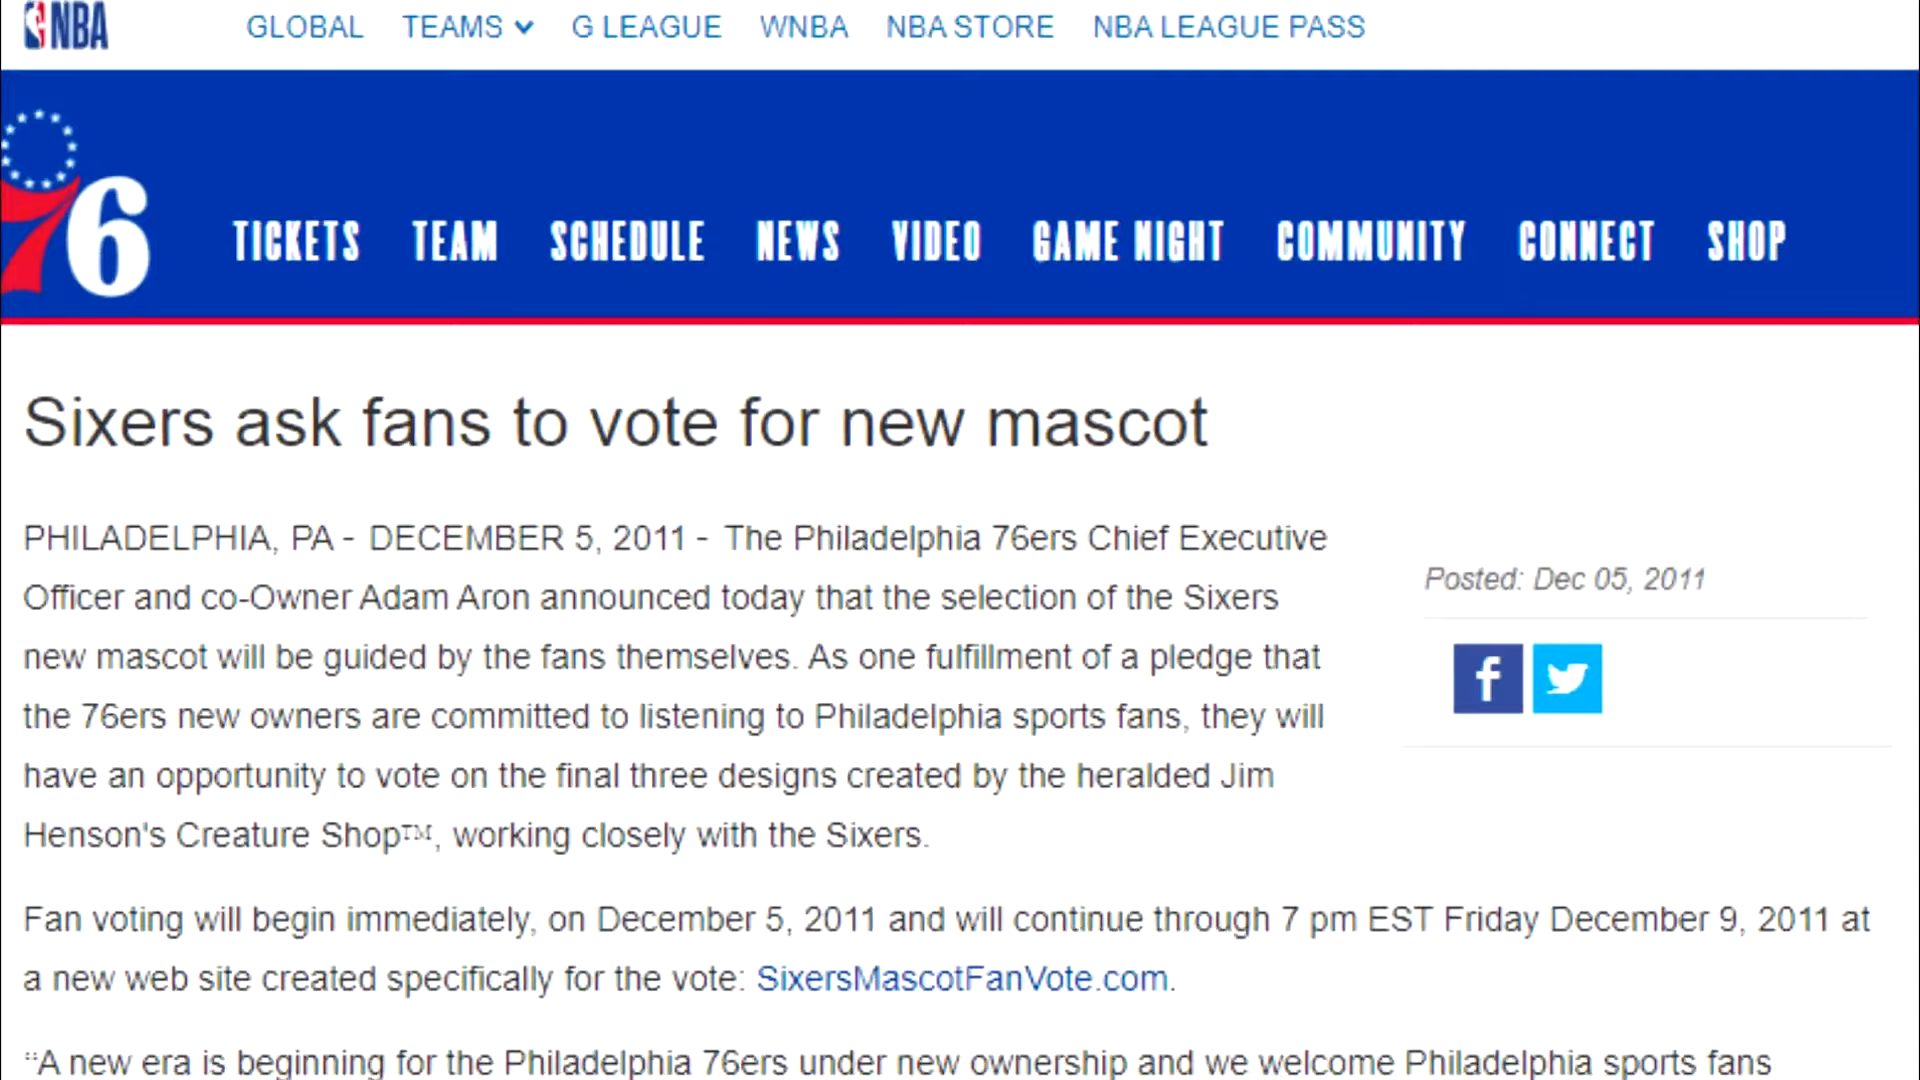 NBA GLOBAL TEAMS G LEAGUE WNBA NBA STORE NBA LEAGUE PASS
76 TICKETS TEAM SCHEDULE NEWS VIDEO GAME NIGHT COMMUNITY CONNECT SHOP
Sixers ask fans to vote for new mascot
PHILADELPHIA, PA - DECEMBER 5, 2011 - The Philadelphia 76ers Chief Executive
Officer and co-Owner Adam Aron announced today that the selection of the Sixers
new mascot will be guided by the fans themselves. As one fulfillment of a pledge that
the 76ers new owners are committed to listening to Philadelphia sports fans, they will
have an opportunity to vote on the final three designs created by the heralded Jim
Henson's Creature Shop™, working closely with the Sixers.
Posted: Dec 05, 2011
f
Fan voting will begin immediately, on December 5, 2011 and will continue through 7 pm EST Friday December 9, 2011 at
a new web site created specifically for the vote: SixersMascotFanVote.com.
“A new era is beginning for the Philadelphia 76ers under new ownership and we welcome Philadelphia sports fans